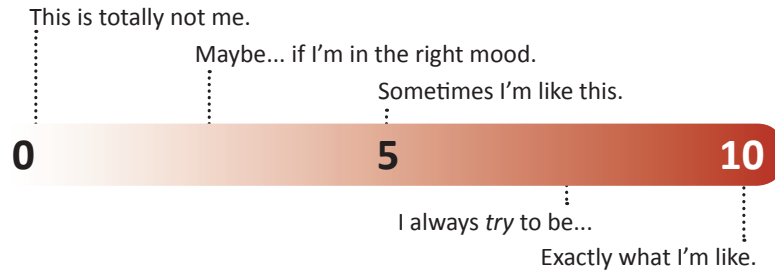 This is totally not me.
Maybe... if I’m in the right mood.
Sometimes I’m like this.
0 5 10
I always try to be...
Exactly what I’m like.